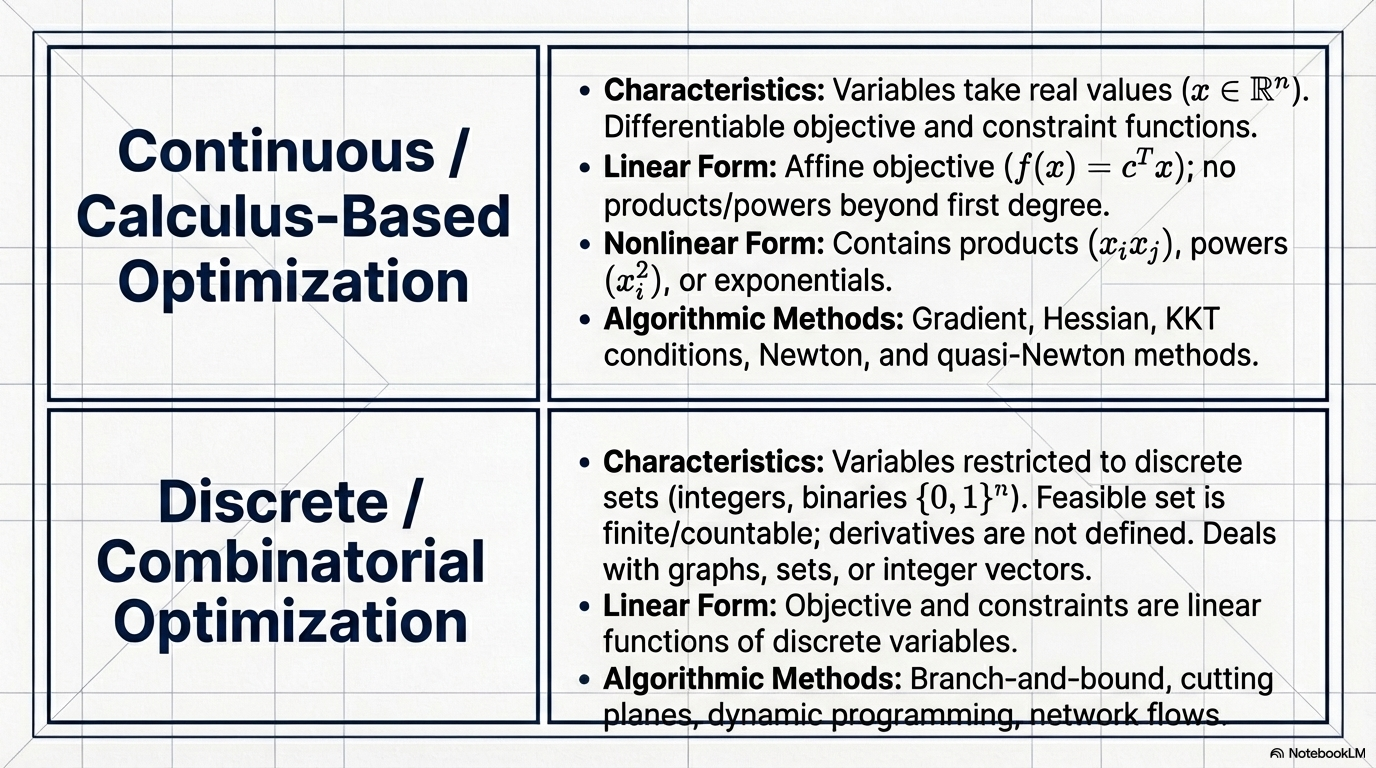 Continuous /
Calculus-Based
Optimization
• Characteristics: Variables take real values (x ∈ ℝⁿ).
Differentiable objective and constraint functions.
• Linear Form: Affine objective (f(x) = cᵀx); no
products/powers beyond first degree.
• Nonlinear Form: Contains products (xᵢxⱼ), powers
(xᵢ²), or exponentials.
• Algorithmic Methods: Gradient, Hessian, KKT
conditions, Newton, and quasi-Newton methods.
Discrete /
Combinatorial
Optimization
• Characteristics: Variables restricted to discrete
sets (integers, binaries {0, 1}ⁿ). Feasible set is
finite/countable; derivatives are not defined. Deals
with graphs, sets, or integer vectors.
• Linear Form: Objective and constraints are linear
functions of discrete variables.
• Algorithmic Methods: Branch-and-bound, cutting
planes, dynamic programming, network flows.
NotebookLM